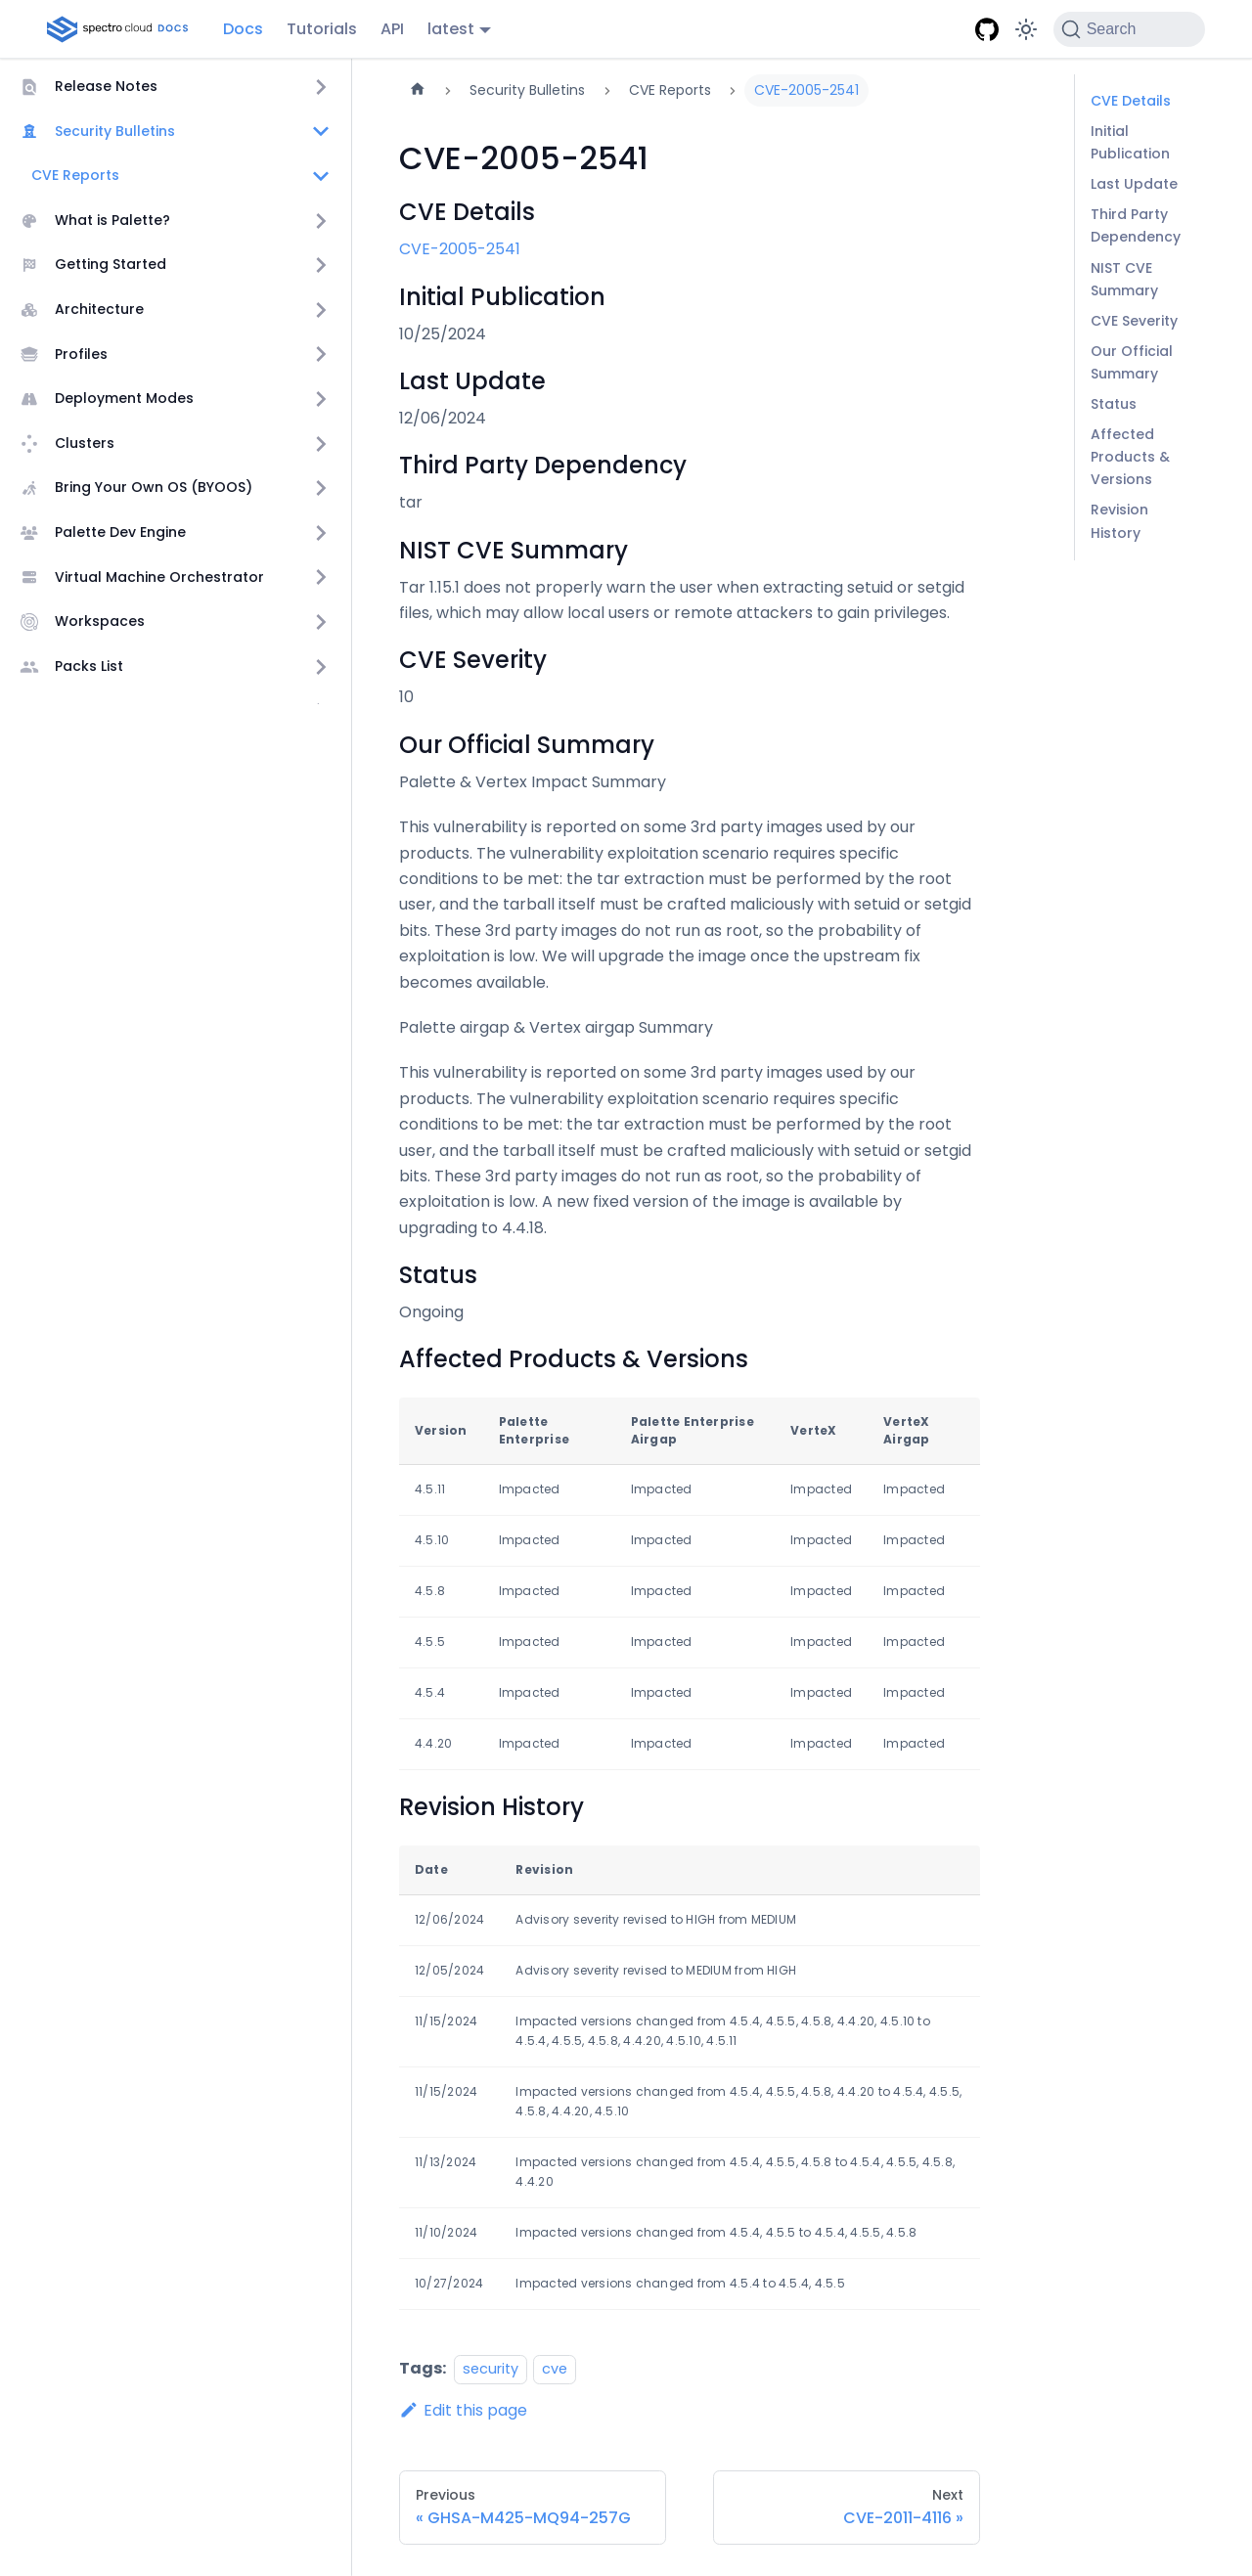 spectro cloud DOCS Docs Tutorials API latest Search
Release Notes
Security Bulletins
CVE Reports
What is Palette?
Getting Started
Architecture
Profiles
Deployment Modes
Clusters
Bring Your Own OS (BYOOS)
Palette Dev Engine
Virtual Machine Orchestrator
Workspaces
Packs List
Security Bulletins CVE Reports CVE-2005-2541
CVE-2005-2541
CVE Details
CVE-2005-2541
Initial Publication
10/25/2024
Last Update
12/06/2024
Third Party Dependency
tar
NIST CVE Summary
Tar 1.15.1 does not properly warn the user when extracting setuid or setgid
files, which may allow local users or remote attackers to gain privileges.
CVE Severity
10
Our Official Summary
Palette & Vertex Impact Summary
This vulnerability is reported on some 3rd party images used by our
products. The vulnerability exploitation scenario requires specific
conditions to be met: the tar extraction must be performed by the root
user, and the tarball itself must be crafted maliciously with setuid or setgid
bits. These 3rd party images do not run as root, so the probability of
exploitation is low. We will upgrade the image once the upstream fix
becomes available.
Palette airgap & Vertex airgap Summary
This vulnerability is reported on some 3rd party images used by our
products. The vulnerability exploitation scenario requires specific
conditions to be met: the tar extraction must be performed by the root
user, and the tarball itself must be crafted maliciously with setuid or setgid
bits. These 3rd party images do not run as root, so the probability of
exploitation is low. A new fixed version of the image is available by
upgrading to 4.4.18.
Status
Ongoing
Affected Products & Versions
Version Palette Enterprise Palette Enterprise Airgap VerteX VerteX Airgap
4.5.11 Impacted Impacted Impacted Impacted
4.5.10 Impacted Impacted Impacted Impacted
4.5.8 Impacted Impacted Impacted Impacted
4.5.5 Impacted Impacted Impacted Impacted
4.5.4 Impacted Impacted Impacted Impacted
4.4.20 Impacted Impacted Impacted Impacted
Revision History
Date Revision
12/06/2024 Advisory severity revised to HIGH from MEDIUM
12/05/2024 Advisory severity revised to MEDIUM from HIGH
11/15/2024 Impacted versions changed from 4.5.4, 4.5.5, 4.5.8, 4.4.20, 4.5.10 to
4.5.4, 4.5.5, 4.5.8, 4.4.20, 4.5.10, 4.5.11
11/15/2024 Impacted versions changed from 4.5.4, 4.5.5, 4.5.8, 4.4.20 to 4.5.4, 4.5.5,
4.5.8, 4.4.20, 4.5.10
11/13/2024 Impacted versions changed from 4.5.4, 4.5.5, 4.5.8 to 4.5.4, 4.5.5, 4.5.8,
4.4.20
11/10/2024 Impacted versions changed from 4.5.4, 4.5.5 to 4.5.4, 4.5.5, 4.5.8
10/27/2024 Impacted versions changed from 4.5.4 to 4.5.4, 4.5.5
Tags: security cve
Edit this page
Previous
« GHSA-M425-MQ94-257G
Next
CVE-2011-4116 »
CVE Details
Initial
Publication
Last Update
Third Party
Dependency
NIST CVE
Summary
CVE Severity
Our Official
Summary
Status
Affected
Products &
Versions
Revision
History